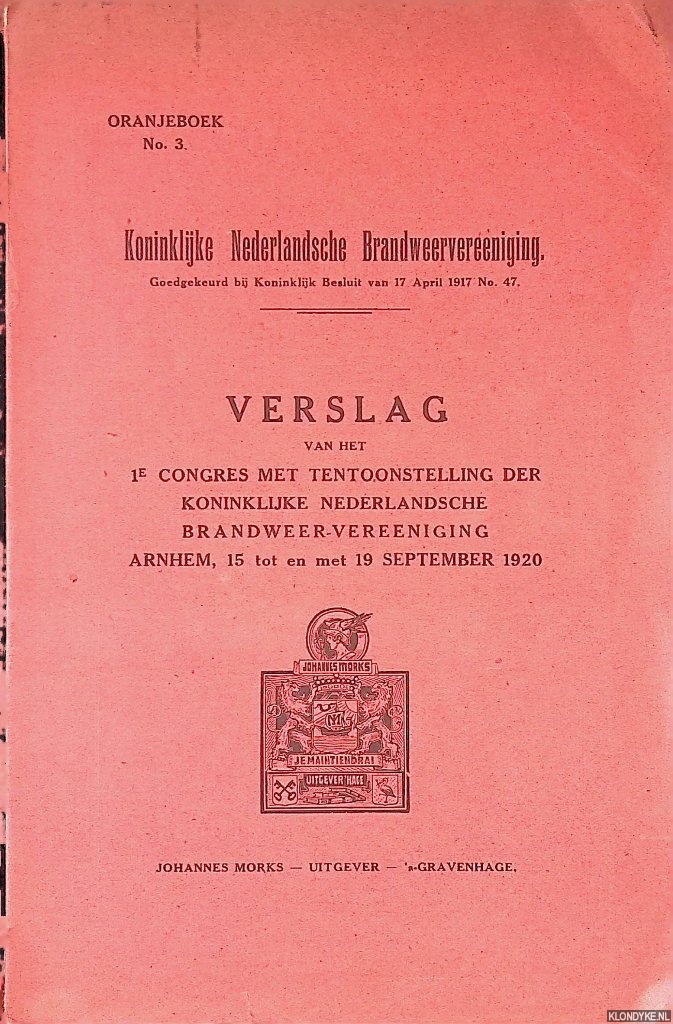 ORANJEBOEK
No. 3.
Koninklijke Nederlandsche Brandweervereeniging.
Goedgekeurd bij Koninklijk Besluit van 17 April 1917 No. 47.
VERSLAG
VAN HET
1E CONGRES MET TENTOONSTELLING DER
KONINKLIJKE NEDERLANDSCHE
BRANDWEER-VEREENIGING
ARNHEM, 15 tot en met 19 SEPTEMBER 1920
JOHANNES MORKS
JEMAINTIENDRAI
UITGEVER HAGE
JOHANNES MORKS — UITGEVER — 's-GRAVENHAGE.
KLONDYKE.NL